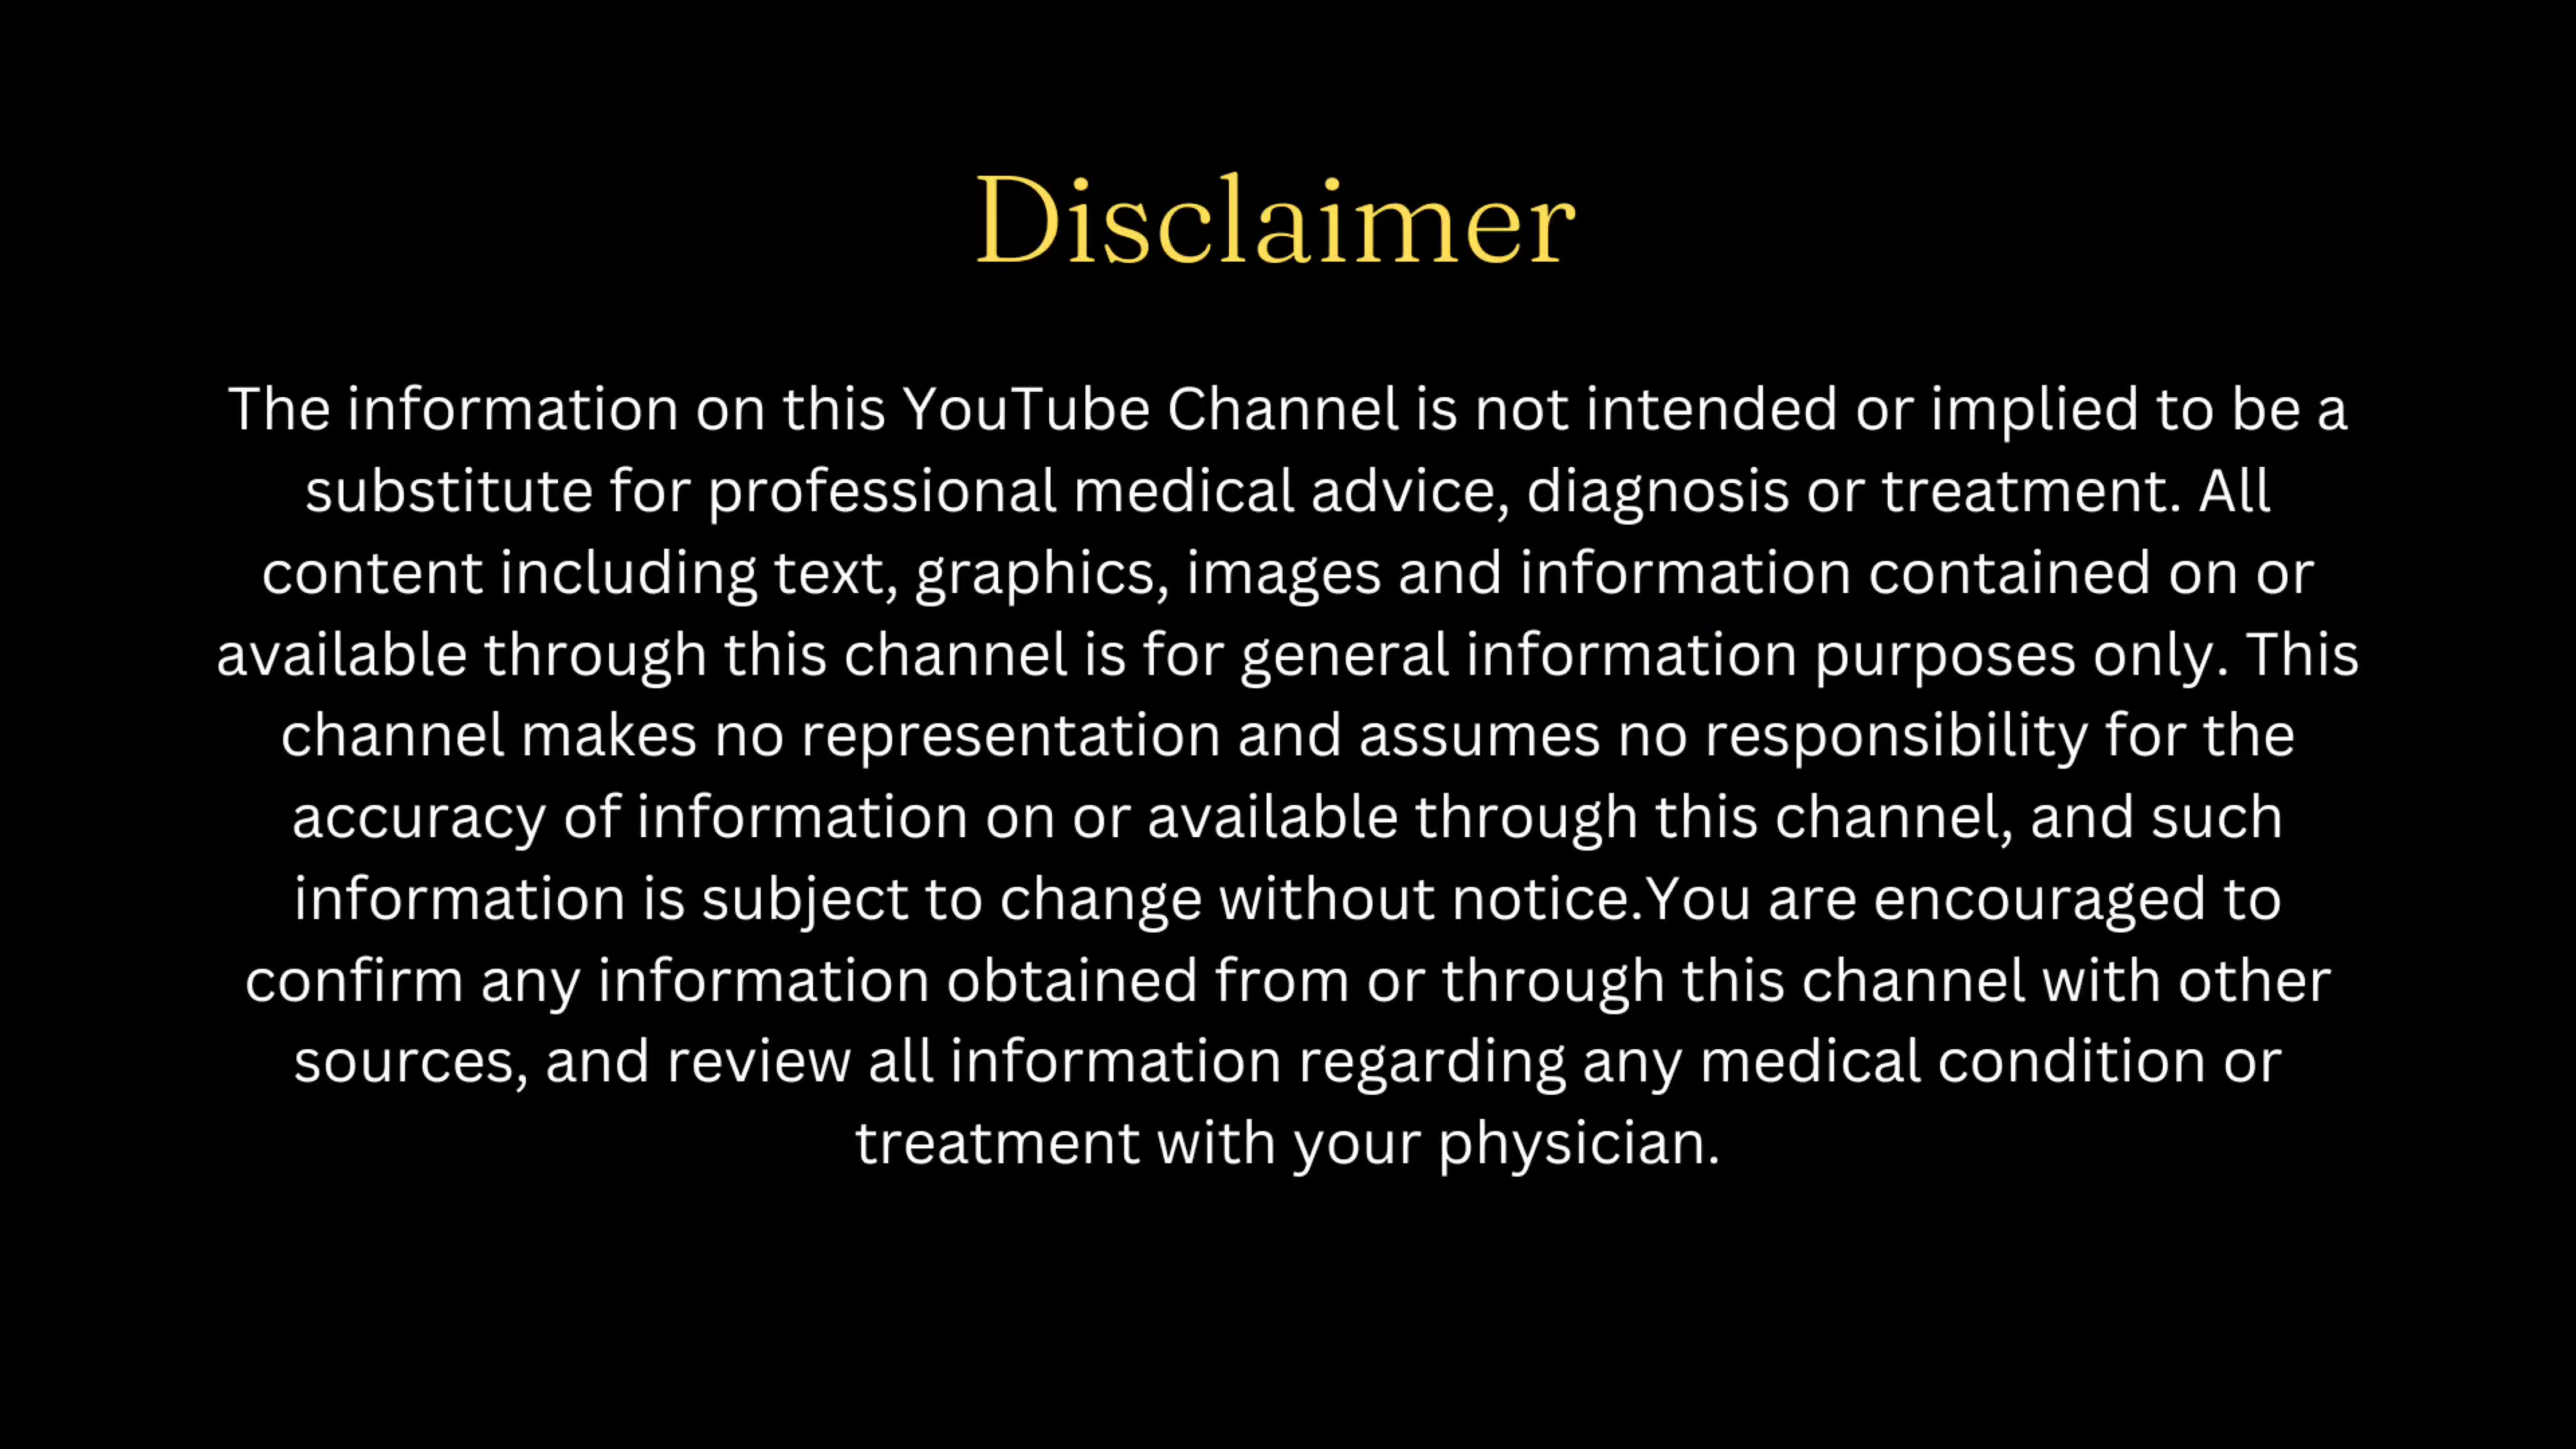 Disclaimer
The information on this YouTube Channel is not intended or implied to be a
substitute for professional medical advice, diagnosis or treatment. All
content including text, graphics, images and information contained on or
available through this channel is for general information purposes only. This
channel makes no representation and assumes no responsibility for the
accuracy of information on or available through this channel, and such
information is subject to change without notice.You are encouraged to
confirm any information obtained from or through this channel with other
sources, and review all information regarding any medical condition or
treatment with your physician.